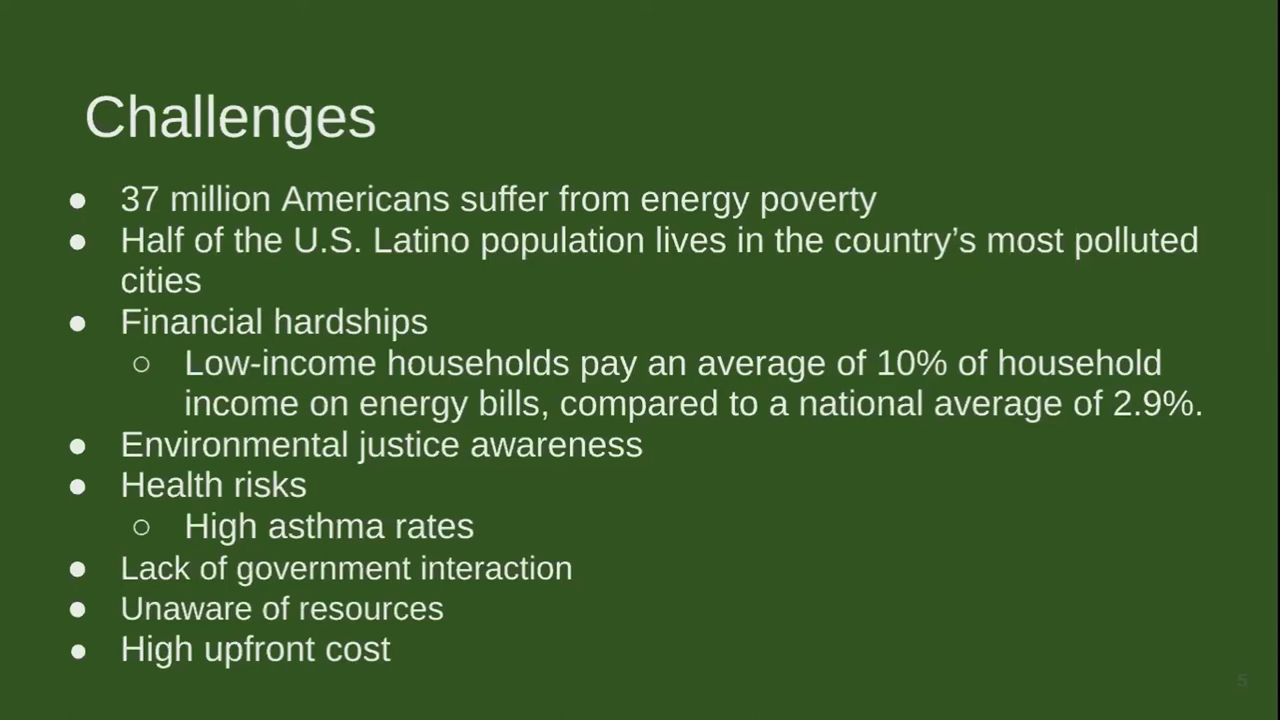 Challenges
● 37 million Americans suffer from energy poverty
● Half of the U.S. Latino population lives in the country’s most polluted
cities
● Financial hardships
○ Low-income households pay an average of 10% of household
income on energy bills, compared to a national average of 2.9%.
● Environmental justice awareness
● Health risks
○ High asthma rates
● Lack of government interaction
● Unaware of resources
● High upfront cost
5